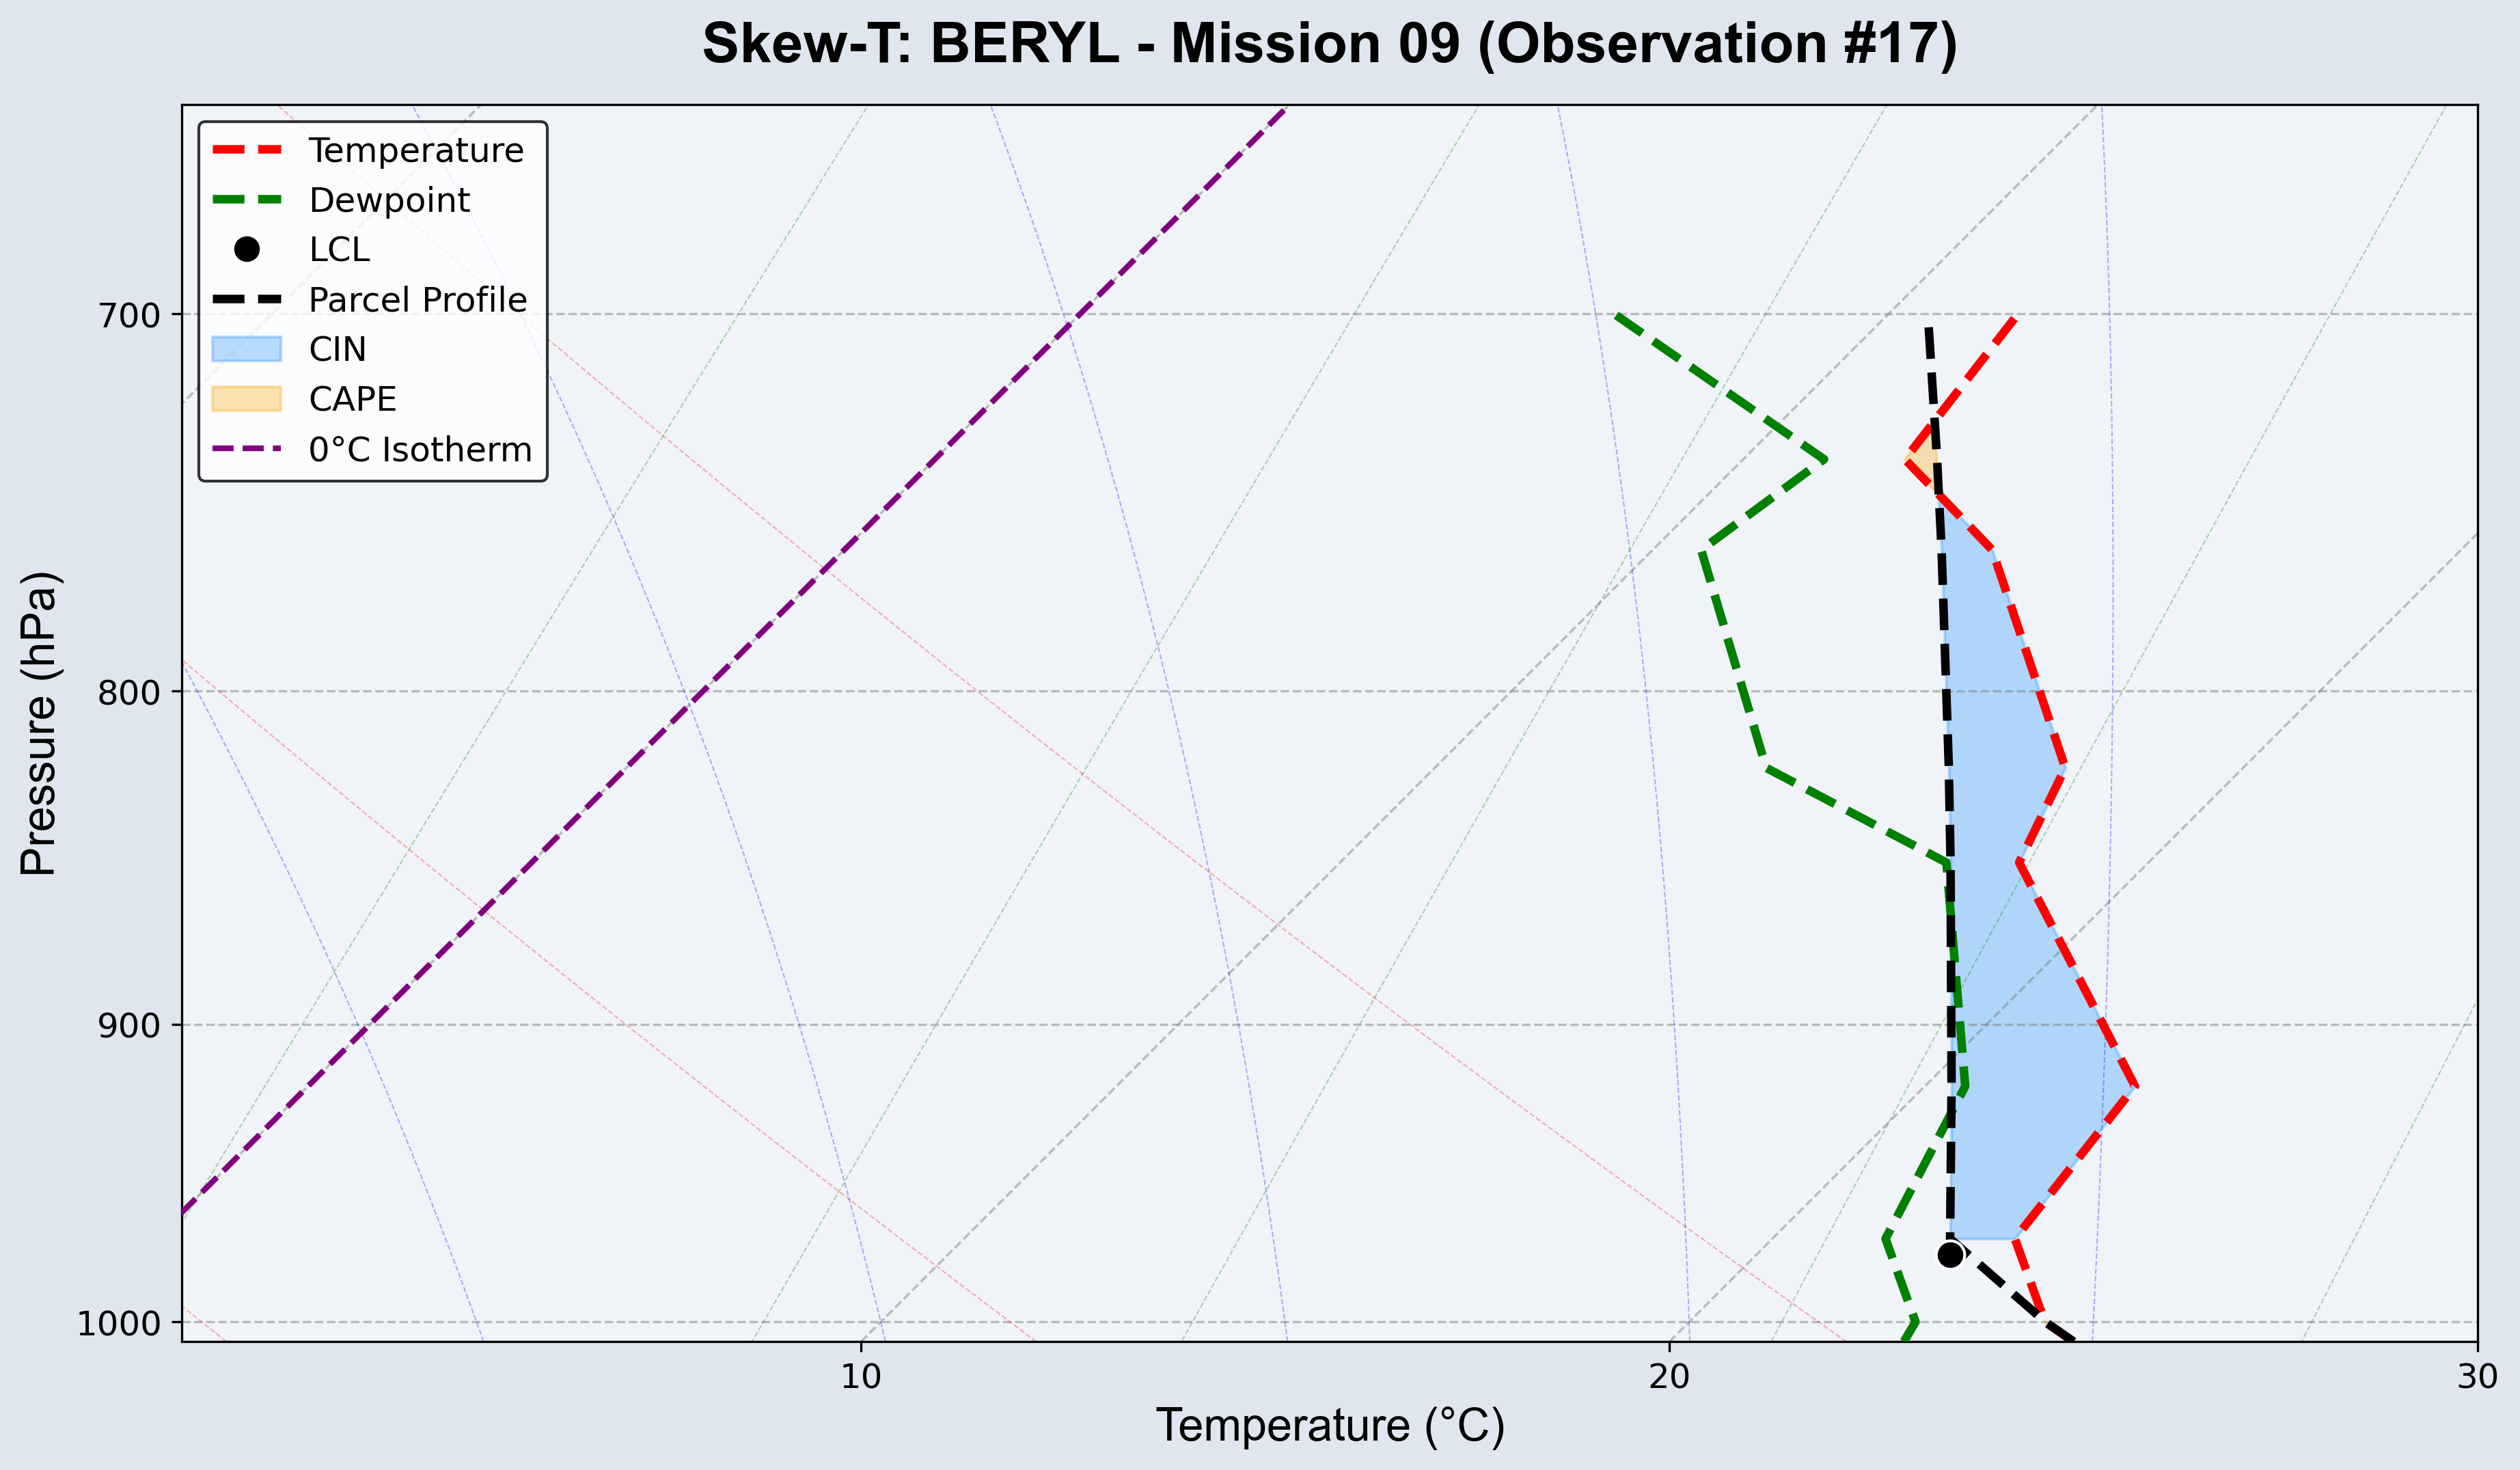 Skew-T: BERYL - Mission 09 (Observation #17)
Temperature
Dewpoint
LCL
Parcel Profile
CIN
CAPE
0°C Isotherm
Pressure (hPa)
700
800
900
1000
10
20
30
Temperature (°C)